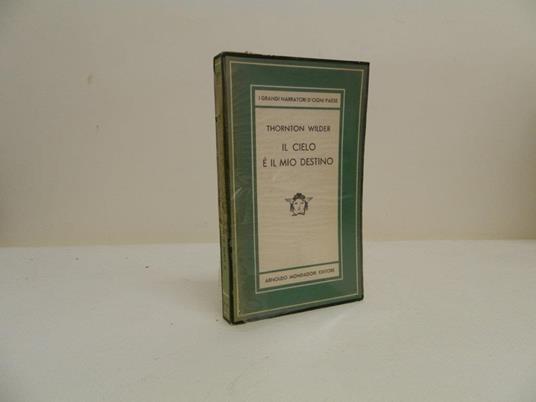 I GRANDI NARRATORI D'OGNI PAESE
THORNTON WILDER
IL CIELO
È IL MIO DESTINO
ARNOLDO MONDADORI EDITORE